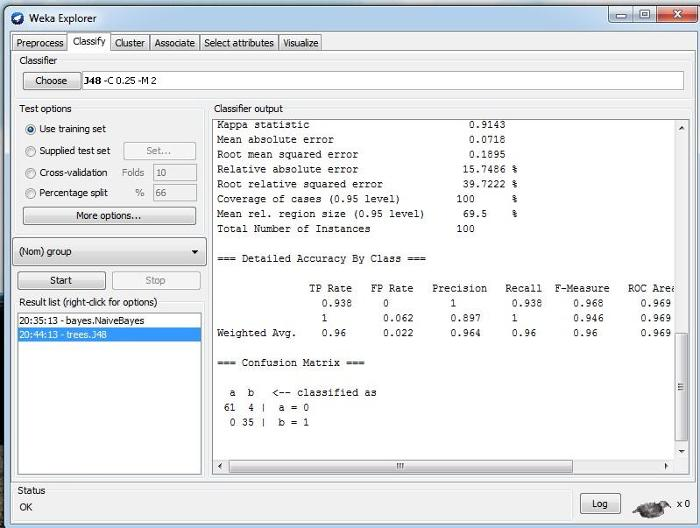 Weka Explorer
Preprocess Classify Cluster Associate Select attributes Visualize
Classifier
Choose J48 -C 0.25 -M 2
Test options
Use training set
Supplied test set Set...
Cross-validation Folds 10
Percentage split % 66
More options...
(Nom) group
Start Stop
Result list (right-click for options)
20:35:13 - bayes.NaiveBayes
20:44:13 - trees.J48
Classifier output
Kappa statistic 0.9143
Mean absolute error 0.0718
Root mean squared error 0.1895
Relative absolute error 15.7486 %
Root relative squared error 39.7222 %
Coverage of cases (0.95 level) 100 %
Mean rel. region size (0.95 level) 69.5 %
Total Number of Instances 100
=== Detailed Accuracy By Class ===
TP Rate FP Rate Precision Recall F-Measure ROC Area
0.938 0 1 0.938 0.968 0.969
1 0.062 0.897 1 0.946 0.969
Weighted Avg. 0.96 0.022 0.964 0.96 0.96 0.969
=== Confusion Matrix ===
a b <-- classified as
61 4 | a = 0
0 35 | b = 1
Status
OK
Log
x 0